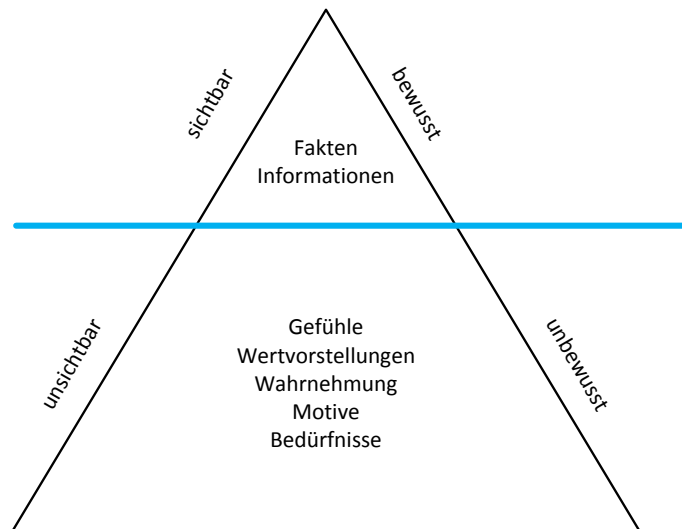 sichtbar
bewusst
Fakten
Informationen
unsichtbar
unbewusst
Gefühle
Wertvorstellungen
Wahrnehmung
Motive
Bedürfnisse